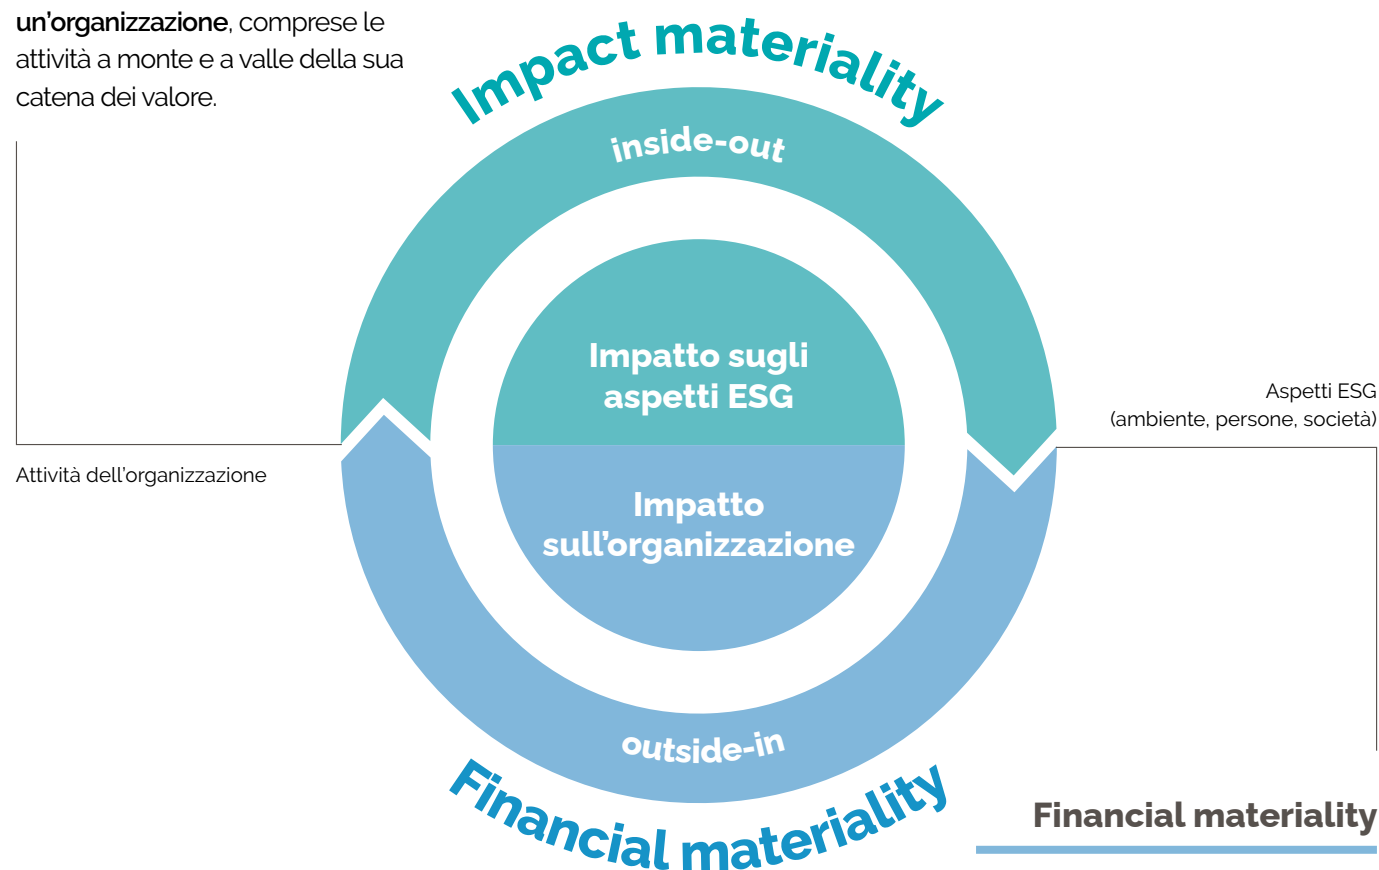 un'organizzazione, comprese le
attività a monte e a valle della sua
catena dei valore.
Impact materiality
inside-out
Impatto sugli
aspetti ESG
Aspetti ESG
(ambiente, persone, società)
Attività dell'organizzazione
Impatto
sull'organizzazione
outside-in
Financial materiality
Financial materiality